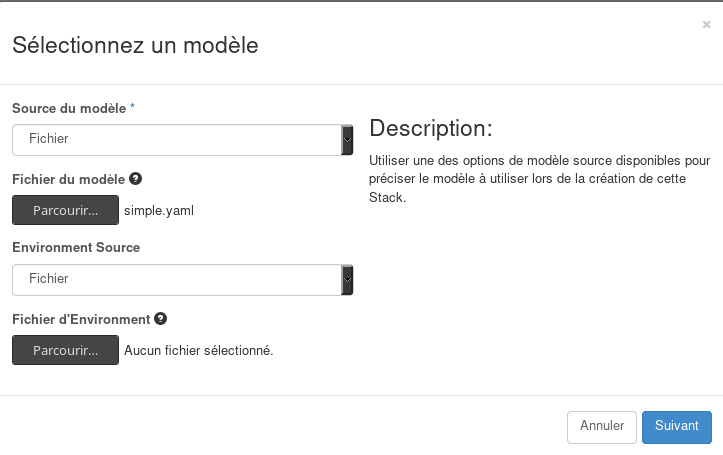 ×
Sélectionnez un modèle
Source du modèle *
Fichier
Fichier du modèle ?
Parcourir... simple.yaml
Environment Source
Fichier
Fichier d'Environment ?
Parcourir... Aucun fichier sélectionné.
Description:
Utiliser une des options de modèle source disponibles pour
préciser le modèle à utiliser lors de la création de cette
Stack.
Annuler Suivant